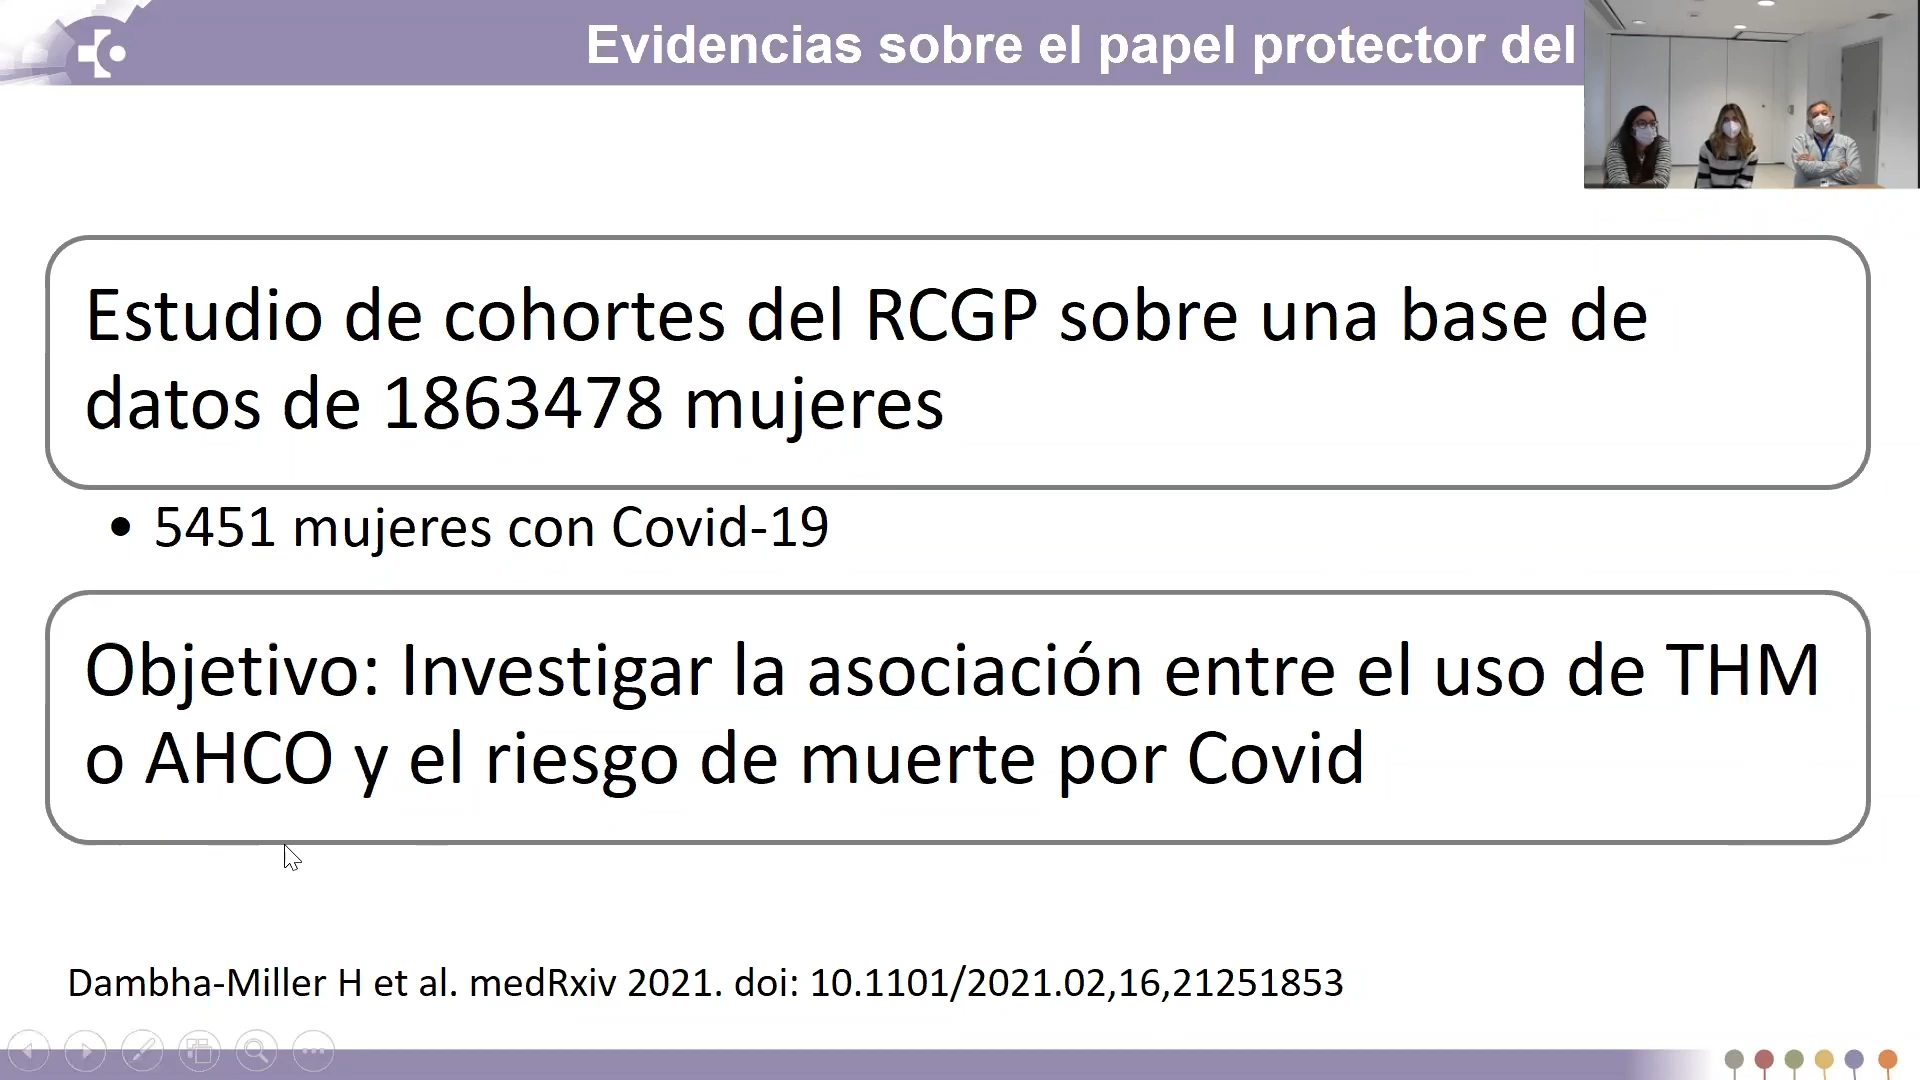 Evidencias sobre el papel protector del
Estudio de cohortes del RCGP sobre una base de
datos de 1863478 mujeres
• 5451 mujeres con Covid-19
Objetivo: Investigar la asociación entre el uso de THM
o AHCO y el riesgo de muerte por Covid
Dambha-Miller H et al. medRxiv 2021. doi: 10.1101/2021.02,16,21251853